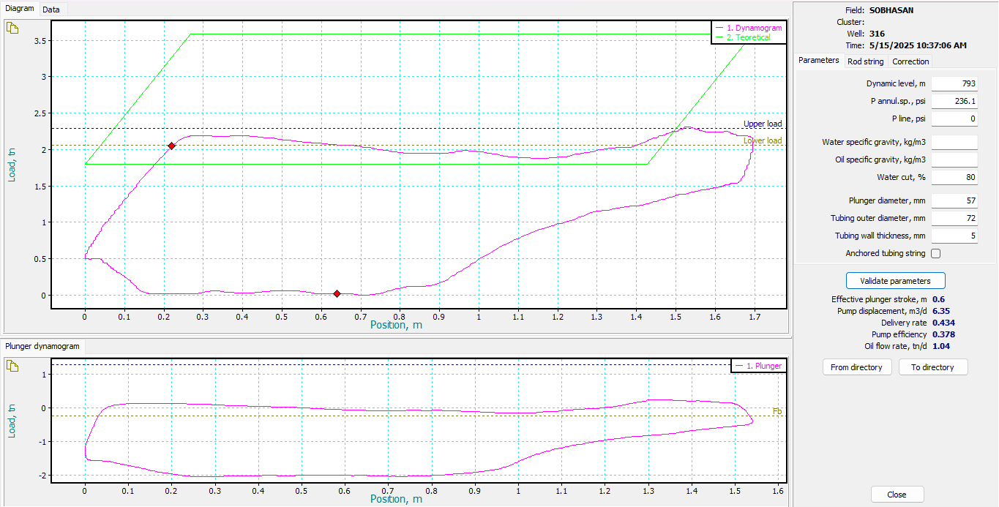 Diagram Data
3.5
3
2.5
2
1.5
1
0.5
0
Load, tn
1. Dynamogram
2. Teoretical
Upper load
Lower load
0 0.1 0.2 0.3 0.4 0.5 0.6 0.7 0.8 0.9 1 1.1 1.2 1.3 1.4 1.5 1.6 1.7
Position, m
Plunger dynamogram
1
0
-1
-2
Load, tn
1. Plunger
Fb
0 0.1 0.2 0.3 0.4 0.5 0.6 0.7 0.8 0.9 1 1.1 1.2 1.3 1.4 1.5 1.6
Position, m
Field: SOBHASAN
Cluster:
Well: 316
Time: 5/15/2025 10:37:06 AM
Parameters Rod string Correction
Dynamic level, m 793
P annul.sp., psi 236.1
P line, psi 0
Water specific gravity, kg/m3
Oil specific gravity, kg/m3
Water cut, % 80
Plunger diameter, mm 57
Tubing outer diameter, mm 72
Tubing wall thickness, mm 5
Anchored tubing string
Validate parameters
Effective plunger stroke, m 0.6
Pump displacement, m3/d 6.35
Delivery rate 0.434
Pump efficiency 0.378
Oil flow rate, tn/d 1.04
From directory To directory
Close